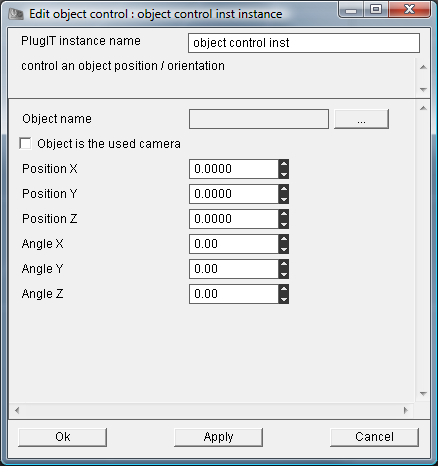 Edit object control : object control inst instance
PlugIT instance name object control inst
control an object position / orientation
Object name ...
Object is the used camera
Position X 0.0000
Position Y 0.0000
Position Z 0.0000
Angle X 0.00
Angle Y 0.00
Angle Z 0.00
Ok Apply Cancel